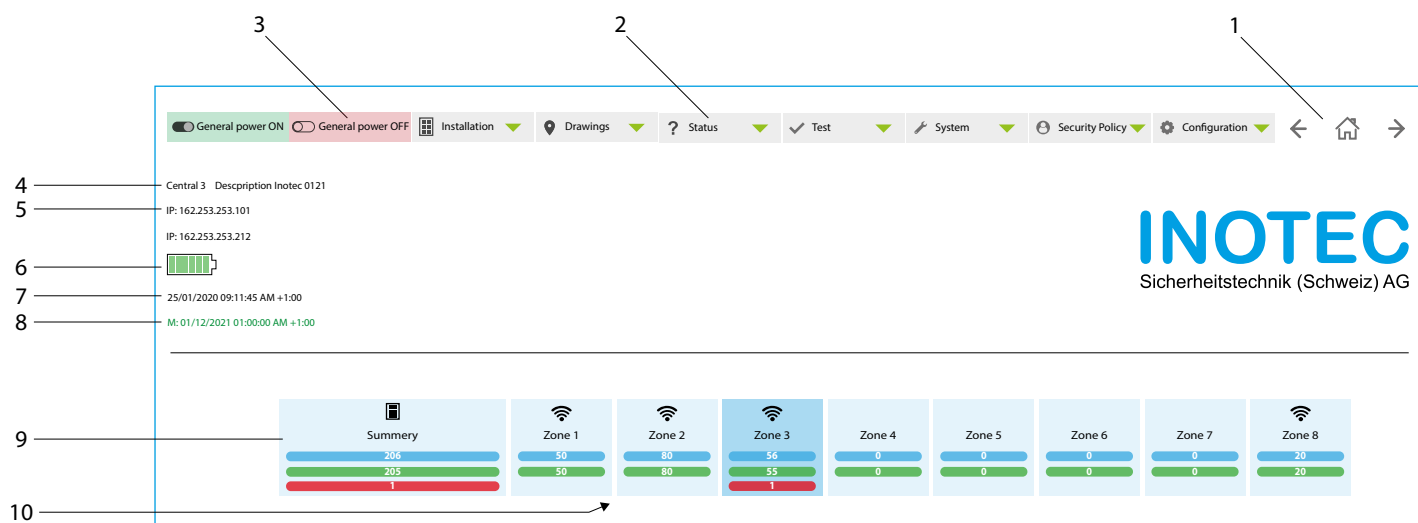 3 2 1
General power ON General power OFF Installation Drawings ? Status Test System Security Policy Configuration
4 Central 3 Descpription Inotec 0121
5 IP: 162.253.253.101
IP: 162.253.253.212
INOTEC
Sicherheitstechnik (Schweiz) AG
6
7 25/01/2020 09:11:45 AM +1:00
8 M: 01/12/2021 01:00:00 AM +1:00
9 Summery Zone 1 Zone 2 Zone 3 Zone 4 Zone 5 Zone 6 Zone 7 Zone 8
206 50 80 56 0 0 0 0 20
205 50 80 55 0 0 0 0 20
1 1
10